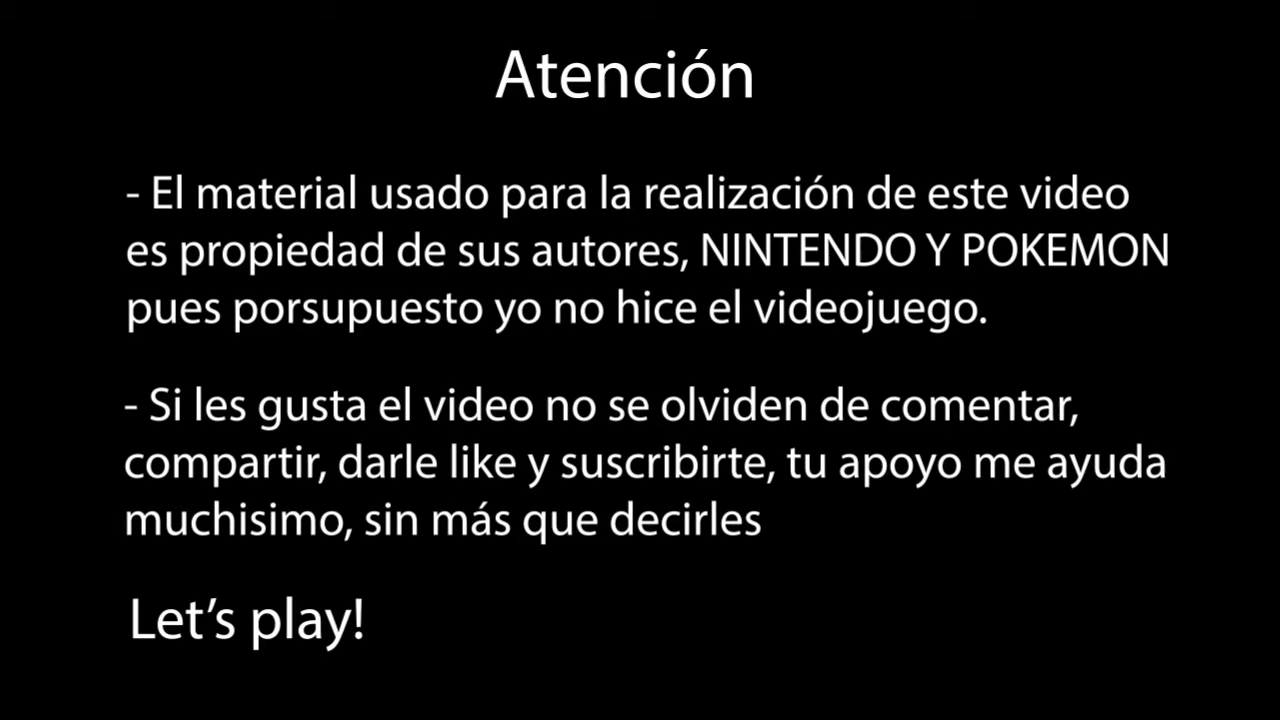 Atención
- El material usado para la realización de este video
es propiedad de sus autores, NINTENDO Y POKEMON
pues porsupuesto yo no hice el videojuego.
- Si les gusta el video no se olviden de comentar,
compartir, darle like y suscribirte, tu apoyo me ayuda
muchisimo, sin más que decirles
Let’s play!